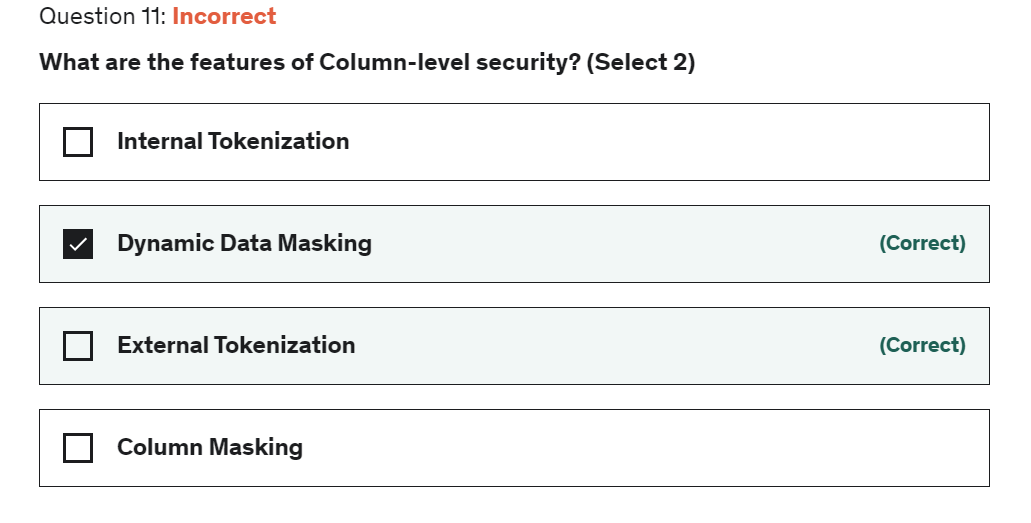 Question 11: Incorrect
What are the features of Column-level security? (Select 2)
Internal Tokenization
Dynamic Data Masking (Correct)
External Tokenization (Correct)
Column Masking